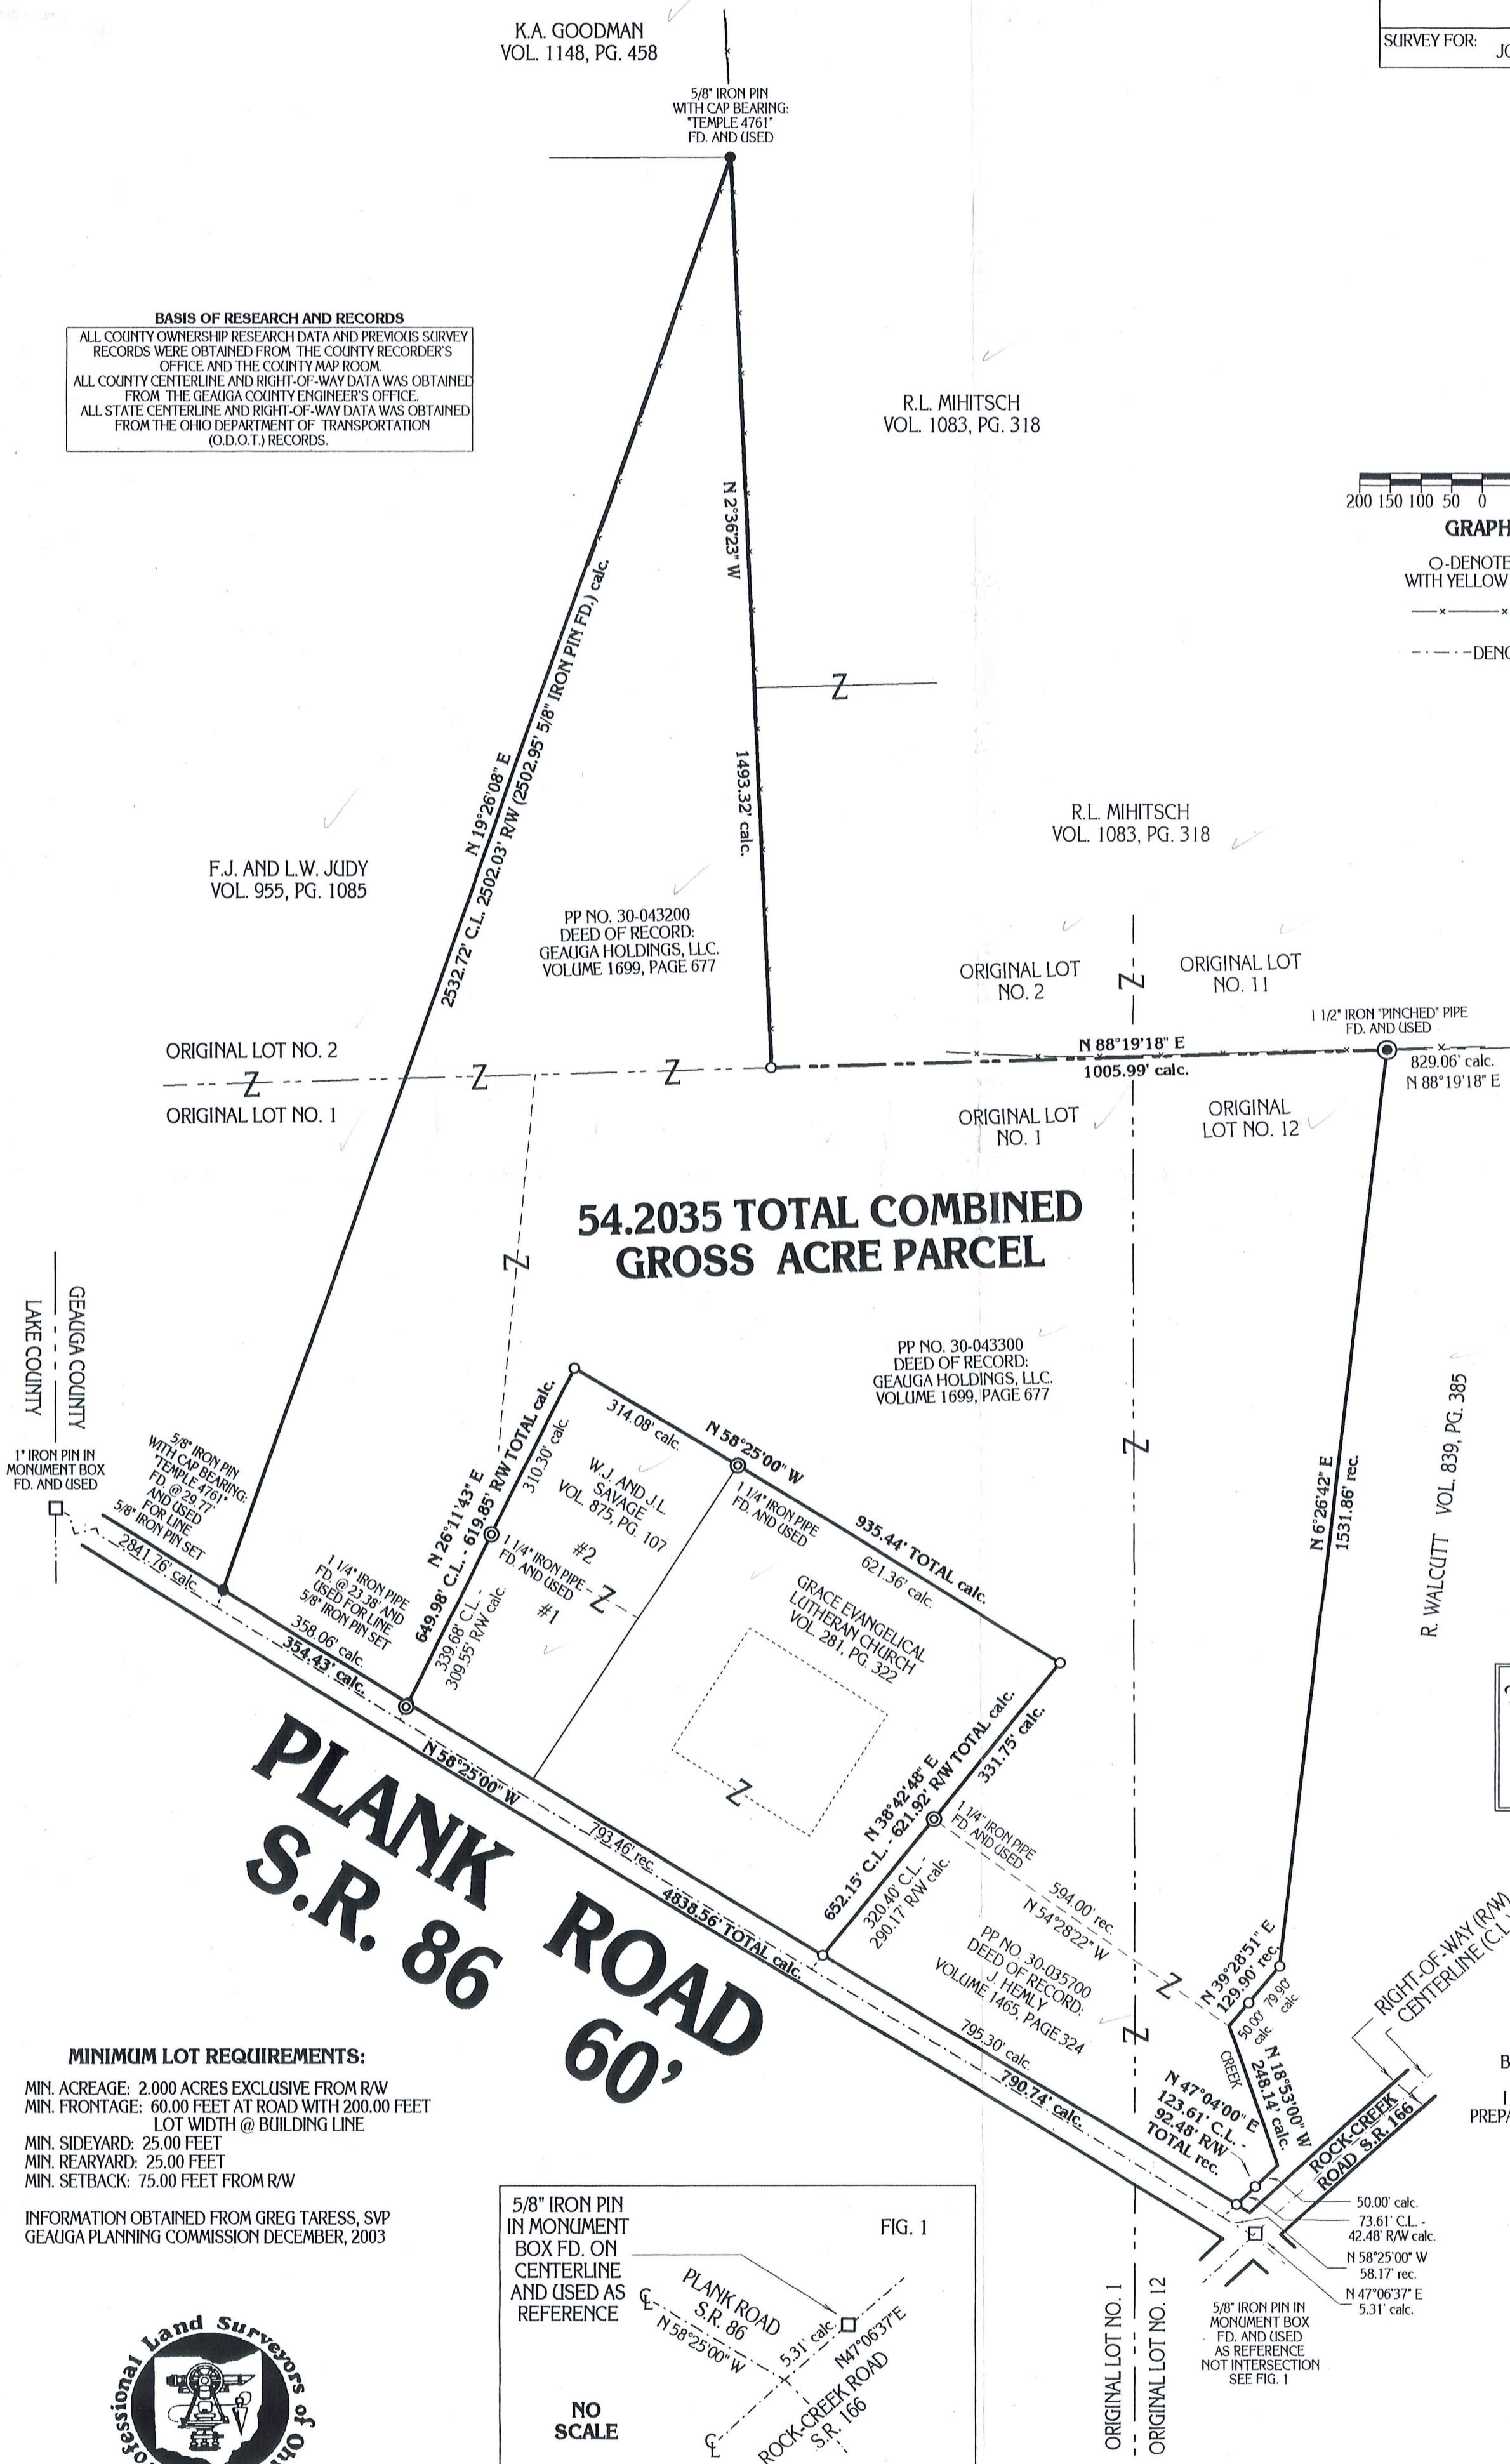 K.A. GOODMAN
VOL. 1148, PG. 458
SURVEY FOR:
5/8" IRON PIN
WITH CAP BEARING:
"TEMPLE 4761"
FD. AND USED
BASIS OF RESEARCH AND RECORDS
ALL COUNTY OWNERSHIP RESEARCH DATA AND PREVIOUS SURVEY
RECORDS WERE OBTAINED FROM THE COUNTY RECORDER'S
OFFICE AND THE COUNTY MAP ROOM.
ALL COUNTY CENTERLINE AND RIGHT-OF-WAY DATA WAS OBTAINED
FROM THE GEAUGA COUNTY ENGINEER'S OFFICE.
ALL STATE CENTERLINE AND RIGHT-OF-WAY DATA WAS OBTAINED
FROM THE OHIO DEPARTMENT OF TRANSPORTATION
(O.D.O.T.) RECORDS.
R.L. MIHITSCH
VOL. 1083, PG. 318
200 150 100 50 0
GRAPH
O-DENOTE
WITH YELLOW
-DENO
N 2°36'23" W
1493.32' calc.
N 19°26'08" E
2532.72' C.L. 2502.03' R/W (2502.95' 5/8" IRON PIN FD.) calc.
Z
R.L. MIHITSCH
VOL. 1083, PG. 318
F.J. AND L.W. JUDY
VOL. 955, PG. 1085
PP NO. 30-043200
DEED OF RECORD:
GEAUGA HOLDINGS, LLC.
VOLUME 1699, PAGE 677
ORIGINAL LOT
NO. 2
Z
ORIGINAL LOT
NO. 11
1 1/2" IRON "PINCHED" PIPE
FD. AND USED
ORIGINAL LOT NO. 2
Z
Z
Z
ORIGINAL LOT NO. 1
N 88°19'18" E
1005.99' calc.
829.06' calc.
N 88°19'18" E
ORIGINAL LOT
NO. 1
ORIGINAL
LOT NO. 12
54.2035 TOTAL COMBINED
GROSS ACRE PARCEL
Z
LAKE COUNTY
GEAUGA COUNTY
PP NO. 30-043300
DEED OF RECORD:
GEAUGA HOLDINGS, LLC.
VOLUME 1699, PAGE 677
Z
N 6°26'42" E
1531.86' rec.
R. WALCUTT VOL. 839, PG. 385
1" IRON PIN IN
MONUMENT BOX
FD. AND USED
5/8" IRON PIN
WITH CAP BEARING:
"TEMPLE 4761"
FD. @ 29.77'
AND USED
FOR LINE
5/8" IRON PIN SET
2841.76' calc.
314.08' calc.
N 58°25'00" W
935.44' TOTAL calc.
621.36' calc.
N 26°11'43" E
649.98' C.L. - 619.85' R/W TOTAL calc.
310.30' calc.
339.68' C.L. -
309.55' R/W calc.
W.J. AND J.L.
SAVAGE
VOL. 875, PG. 107
#2
1 1/4" IRON PIPE
FD. AND USED
Z
#1
1 1/4" IRON PIPE
FD. AND USED
GRACE EVANGELICAL
LUTHERAN CHURCH
VOL. 281, PG. 322
Z
1 1/4" IRON PIPE
FD. @ 23.38' AND
USED FOR LINE
5/8" IRON PIN SET
358.06' calc.
354.43' calc.
N 58°25'00" W
793.46' rec.
4838.56' TOTAL calc.
PLANK ROAD
S.R. 86 60'
N 38°42'48" E
652.15' C.L. - 621.92' R/W TOTAL calc.
331.75' calc.
320.40' C.L. -
290.17' R/W calc.
1 1/4" IRON PIPE
FD. AND USED
594.00' rec.
N 54°28'22" W
Z
PP NO. 30-035700
DEED OF RECORD:
J. HEMLY
VOLUME 1465, PAGE 324
Z
795.30' calc.
790.74' calc.
N 39°28'51" E
129.90' rec.
79.90'
calc.
50.00'
calc.
CREEK
N 18°53'00" W
248.14' calc.
N 47°04'00" E
123.61' C.L. -
92.48' R/W
TOTAL rec.
RIGHT-OF-WAY (R/W)
CENTERLINE (C.L.
ROCK-CREEK
ROAD S.R. 166
B
PREPA
50.00' calc.
73.61' C.L. -
42.48' R/W calc.
N 58°25'00" W
58.17' rec.
N 47°06'37" E
5.31' calc.
5/8" IRON PIN IN
MONUMENT BOX
FD. AND USED
AS REFERENCE
NOT INTERSECTION
SEE FIG. 1
ORIGINAL LOT NO. 1
ORIGINAL LOT NO. 12
MINIMUM LOT REQUIREMENTS:
MIN. ACREAGE: 2.000 ACRES EXCLUSIVE FROM R/W
MIN. FRONTAGE: 60.00 FEET AT ROAD WITH 200.00 FEET
LOT WIDTH @ BUILDING LINE
MIN. SIDEYARD: 25.00 FEET
MIN. REARYARD: 25.00 FEET
MIN. SETBACK: 75.00 FEET FROM R/W
INFORMATION OBTAINED FROM GREG TARESS, SVP
GEAUGA PLANNING COMMISSION DECEMBER, 2003
5/8" IRON PIN
IN MONUMENT
BOX FD. ON
CENTERLINE
AND USED AS
REFERENCE
FIG. 1
℄
PLANK ROAD
S.R. 86
N 58°25'00" W
5.31' calc.
N47°06'37"E
ROCK-CREEK ROAD
S.R. 166
℄
NO
SCALE
ofessional Land Surveyors of Oh